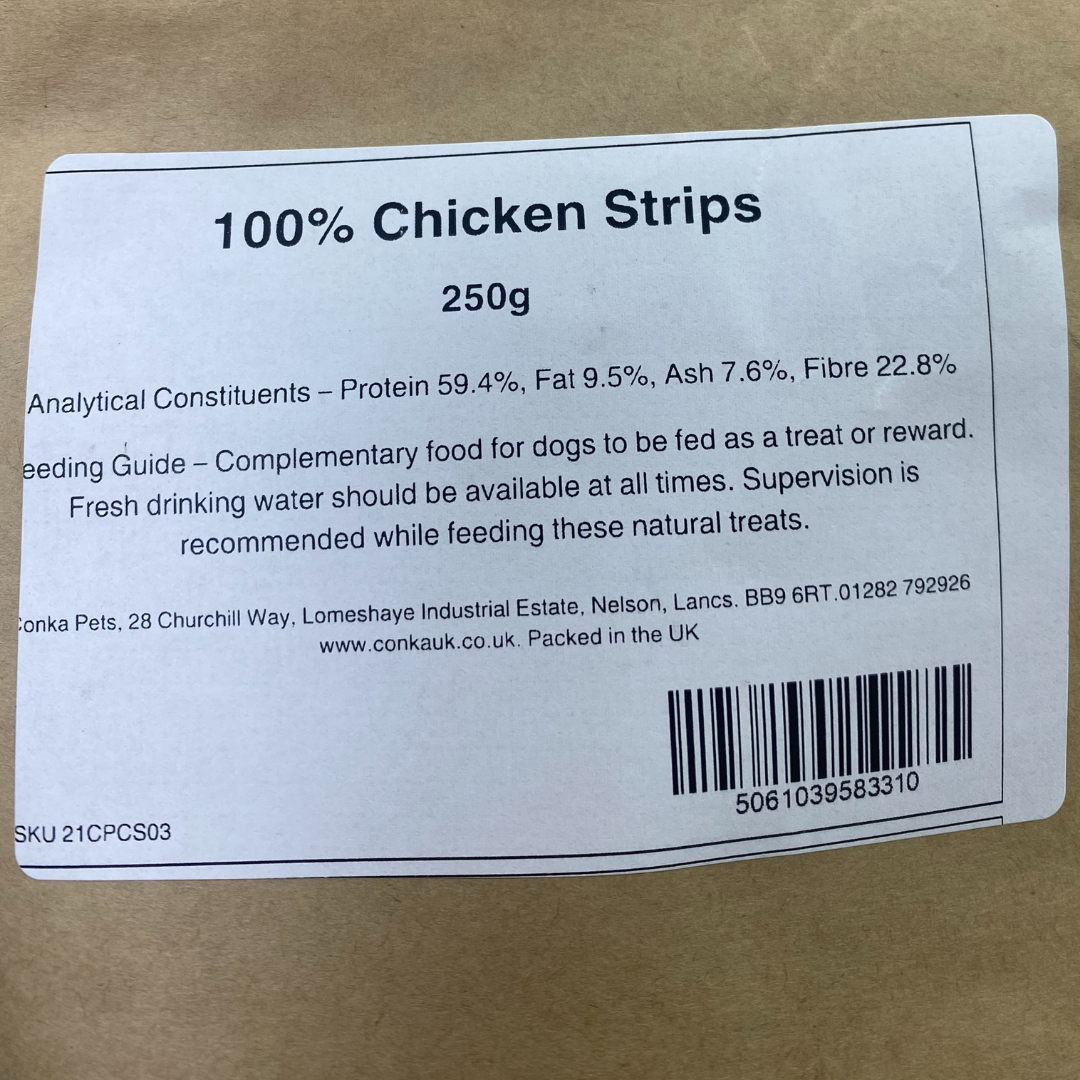 100% Chicken Strips
250g
Analytical Constituents – Protein 59.4%, Fat 9.5%, Ash 7.6%, Fibre 22.8%
eeding Guide – Complementary food for dogs to be fed as a treat or reward.
Fresh drinking water should be available at all times. Supervision is
recommended while feeding these natural treats.
onka Pets, 28 Churchill Way, Lomeshaye Industrial Estate, Nelson, Lancs. BB9 6RT.01282 792926
www.conkauk.co.uk. Packed in the UK
5061039583310
SKU 21CPCS03